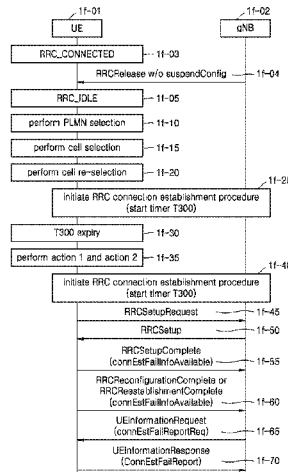 1f-01
1f-02
UE
gNB
RRC_CONNECTED
1f-03
RRCRelease w/o suspendConfig
1f-04
RRC_IDLE
1f-05
perform PLMN selection
1f-10
perform cell selection
1f-15
perform cell re-selection
1f-20
initiate RRC connection establishment procedure
(start timer T300)
T300 expiry
1f-30
perform action 1 and action 2
1f-35
initiate RRC connection establishment procedure
(start timer T300)
RRCSetupRequest
1f-45
RRCSetup
1f-50
RRCSetupComplete
(connEstFailInfoAvailable)
1f-55
RRCReconfigurationComplete or
RRCReestablishmentComplete
(connEstFailInfoAvailable)
1f-60
UEInformationRequest
(connEstFailReportReq)
1f-65
UEInformationResponse
(ConnEstFailReport)
1f-70